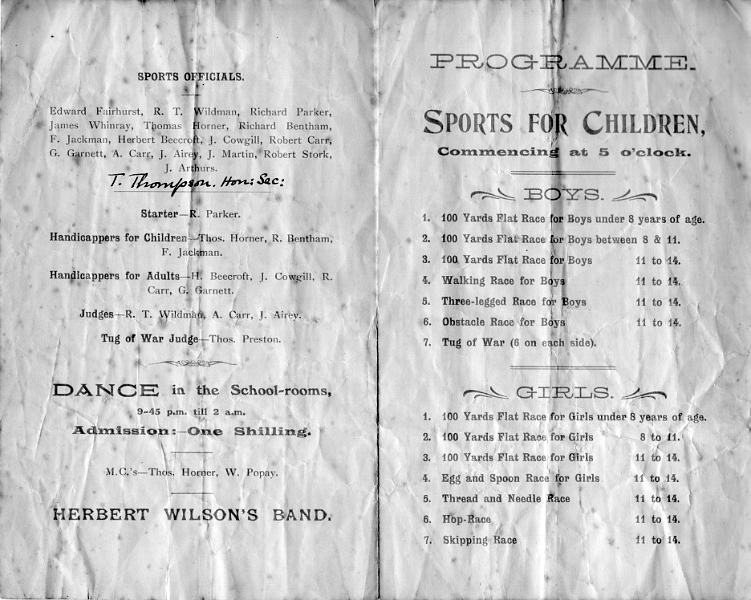 SPORTS OFFICIALS.
Edward Fairhurst, R. T. Wildman, Richard Parker,
James Whinray, Thomas Horner, Richard Bentham,
F. Jackman, Herbert Beecroft, J. Cowgill, Robert Carr,
G. Garnett, A. Carr, J. Airey, J. Martin, Robert Stork,
J. Arthurs.
T. Thompson. Hon: Sec:
Starter—R. Parker.
Handicappers for Children—Thos. Horner, R. Bentham,
F. Jackman.
Handicappers for Adults—H. Beecroft, J. Cowgill, R.
Carr, G. Garnett.
Judges—R. T. Wildman, A. Carr, J. Airey.
Tug of War Judge—Thos. Preston.
DANCE in the School-rooms,
9-45 p.m. till 2 a.m.
Admission:—One Shilling.
M.C.'s—Thos. Horner, W. Popay.
HERBERT WILSON'S BAND.
PROGRAMME.
SPORTS FOR CHILDREN,
Commencing at 5 o'clock.
BOYS.
1. 100 Yards Flat Race for Boys under 8 years of age.
2. 100 Yards Flat Race for Boys between 8 & 11.
3. 100 Yards Flat Race for Boys 11 to 14.
4. Walking Race for Boys 11 to 14.
5. Three-legged Race for Boys 11 to 14.
6. Obstacle Race for Boys 11 to 14.
7. Tug of War (6 on each side).
GIRLS.
1. 100 Yards Flat Race for Girls under 8 years of age.
2. 100 Yards Flat Race for Girls 8 to 11.
3. 100 Yards Flat Race for Girls 11 to 14.
4. Egg and Spoon Race for Girls 11 to 14.
5. Thread and Needle Race 11 to 14.
6. Hop-Race 11 to 14.
7. Skipping Race 11 to 14.